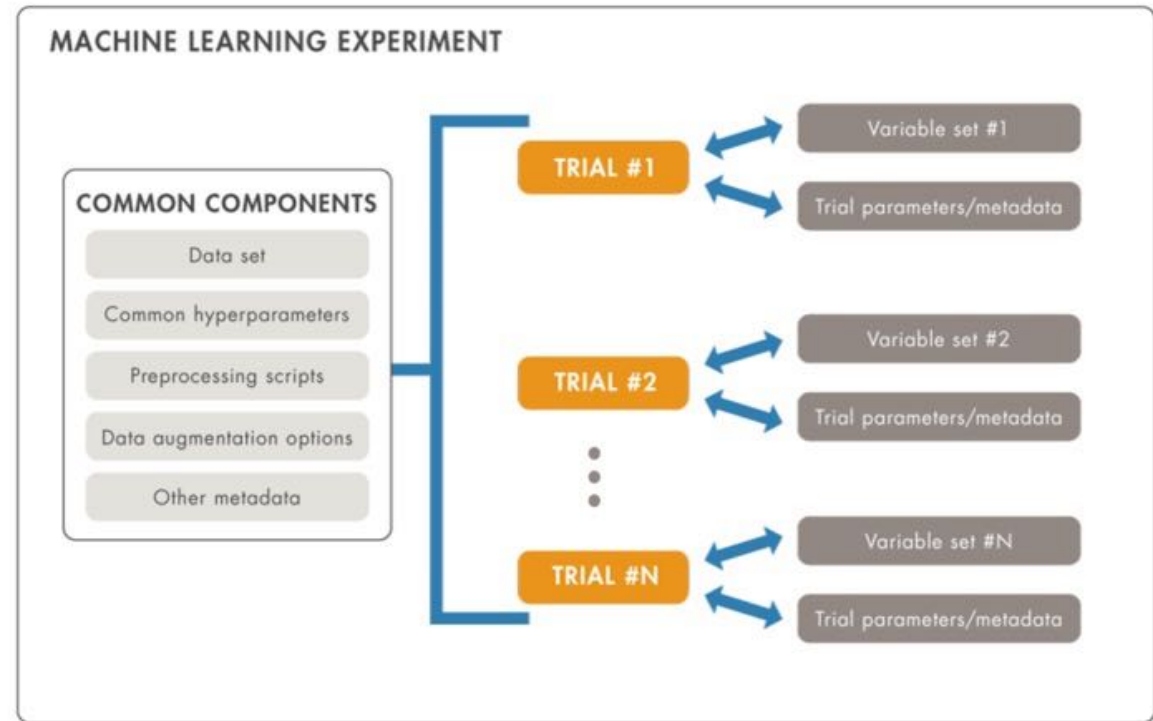 MACHINE LEARNING EXPERIMENT
COMMON COMPONENTS
Data set
Common hyperparameters
Preprocessing scripts
Data augmentation options
Other metadata
TRIAL #1
Variable set #1
Trial parameters/metadata
TRIAL #2
Variable set #2
Trial parameters/metadata
TRIAL #N
Variable set #N
Trial parameters/metadata